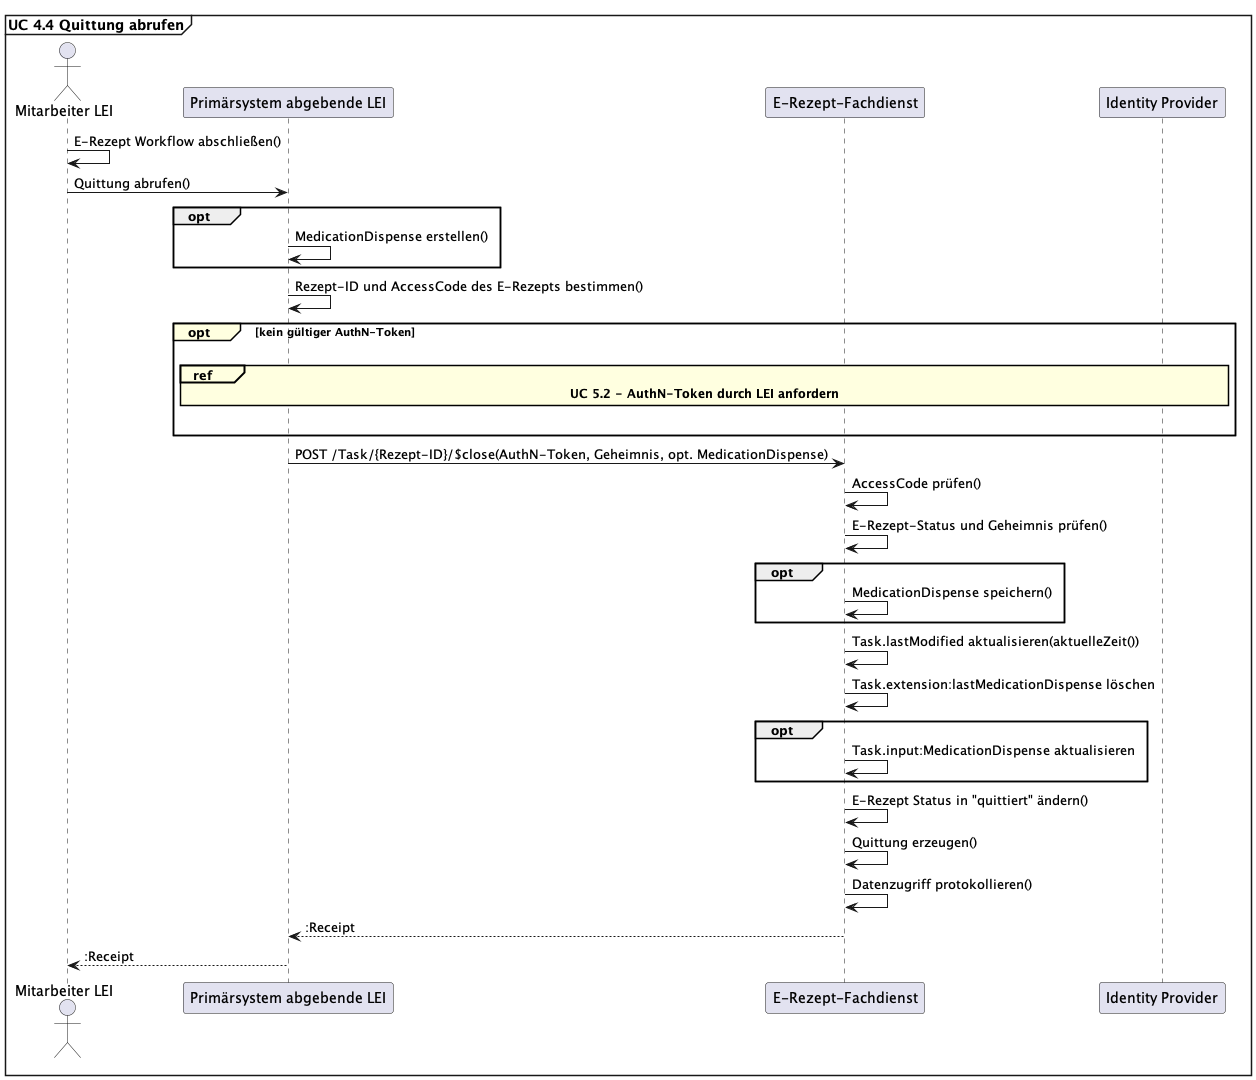 UC 4.4 Quittung abrufen
Mitarbeiter LEI
Primärsystem abgebende LEI
E-Rezept-Fachdienst
Identity Provider
E-Rezept Workflow abschließen()
Quittung abrufen()
opt
MedicationDispense erstellen()
Rezept-ID und AccessCode des E-Rezepts bestimmen()
opt [kein gültiger AuthN-Token]
ref
UC 5.2 - AuthN-Token durch LEI anfordern
POST /Task/{Rezept-ID}/$close(AuthN-Token, Geheimnis, opt. MedicationDispense)
AccessCode prüfen()
E-Rezept-Status und Geheimnis prüfen()
opt
MedicationDispense speichern()
Task.lastModified aktualisieren(aktuelleZeit())
Task.extension:lastMedicationDispense löschen
opt
Task.input:MedicationDispense aktualisieren
E-Rezept Status in "quittiert" ändern()
Quittung erzeugen()
Datenzugriff protokollieren()
:Receipt
:Receipt
Mitarbeiter LEI
Primärsystem abgebende LEI
E-Rezept-Fachdienst
Identity Provider